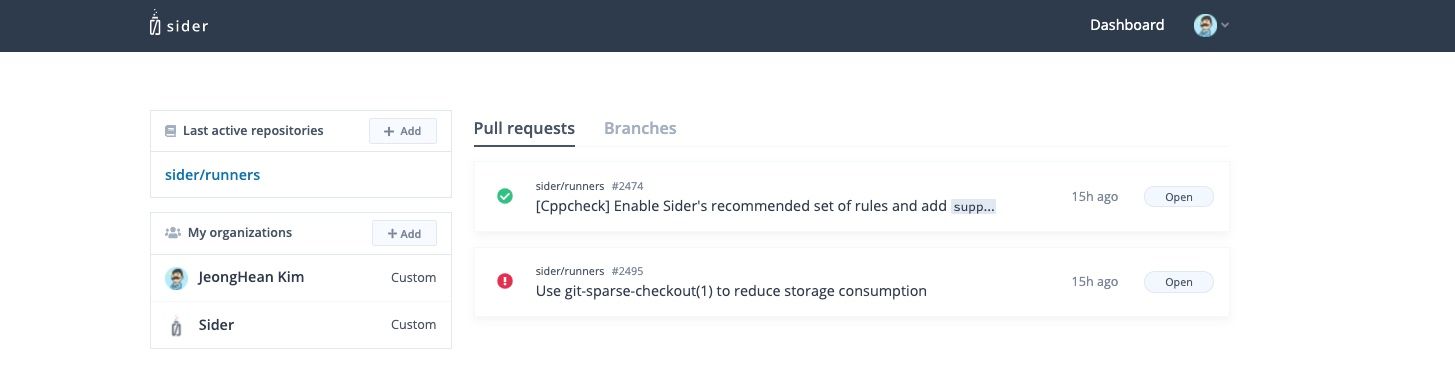 sider
Dashboard
Last active repositories
+ Add
sider/runners
My organizations
+ Add
JeongHean Kim Custom
Sider Custom
Pull requests Branches
sider/runners #2474
[Cppcheck] Enable Sider's recommended set of rules and add supp...
15h ago Open
sider/runners #2495
Use git-sparse-checkout(1) to reduce storage consumption
15h ago Open